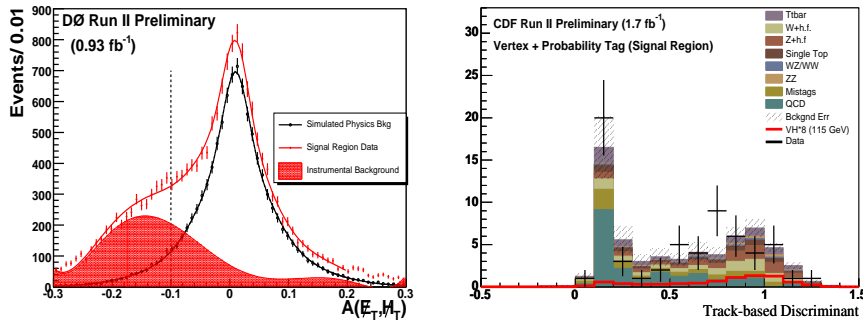 DØ Run II Preliminary
(0.93 fb⁻¹)
Events/ 0.01
900
800
700
600
500
400
300
200
100
0
Simulated Physics Bkg
Signal Region Data
Instrumental Background
-0.3
-0.2
-0.1
0
0.1
0.2
0.3
A(E̸_T, H̸_T)
CDF Run II Preliminary (1.7 fb⁻¹)
Vertex + Probability Tag (Signal Region)
Ttbar
W+h.f.
Z+h.f
Single Top
WZ/WW
ZZ
Mistags
QCD
Bckgnd Err
VH*8 (115 GeV)
Data
30
25
20
15
10
5
0
-0.5
0
0.5
1
1.5
Track-based Discriminant